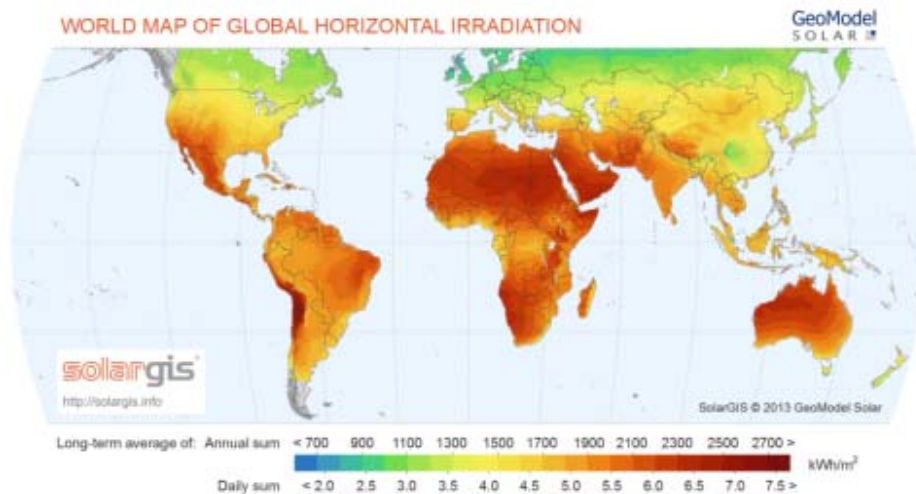 WORLD MAP OF GLOBAL HORIZONTAL IRRADIATION
GeoModel
SOLAR
solargis
http://solargis.info
SolarGIS © 2013 GeoModel Solar
Long-term average of: Annual sum < 700 900 1100 1300 1500 1700 1900 2100 2300 2500 2700 > kWh/m²
Daily sum < 2.0 2.5 3.0 3.5 4.0 4.5 5.0 5.5 6.0 6.5 7.0 7.5 >